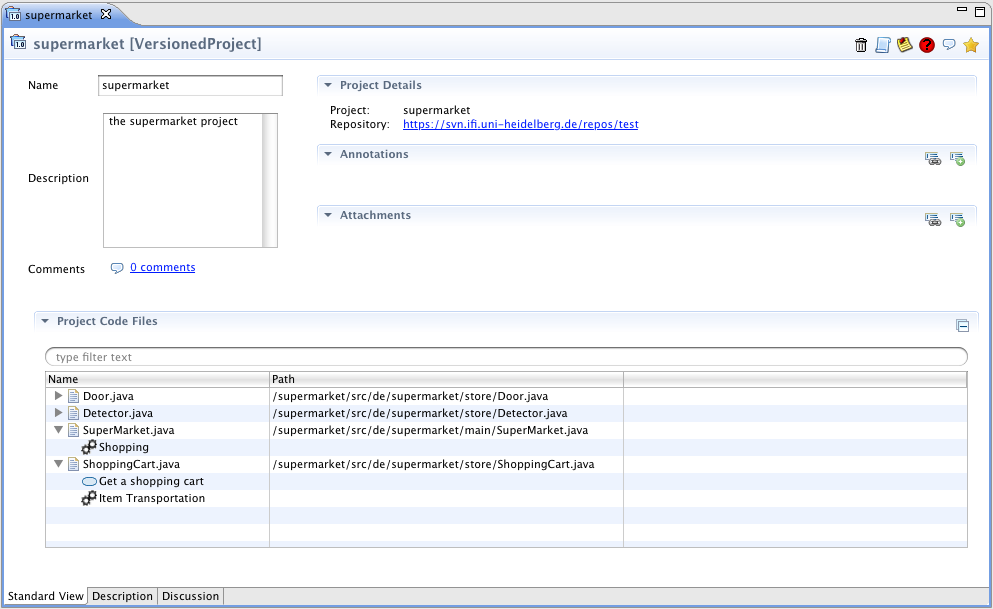 supermarket
supermarket [VersionedProject]
Name
supermarket
Description
the supermarket project
Comments
0 comments
Project Details
Project: supermarket
Repository: https://svn.ifi.uni-heidelberg.de/repos/test
Annotations
Attachments
Project Code Files
type filter text
Name Path
Door.java /supermarket/src/de/supermarket/store/Door.java
Detector.java /supermarket/src/de/supermarket/store/Detector.java
SuperMarket.java /supermarket/src/de/supermarket/main/SuperMarket.java
Shopping
ShoppingCart.java /supermarket/src/de/supermarket/store/ShoppingCart.java
Get a shopping cart
Item Transportation
Standard View Description Discussion